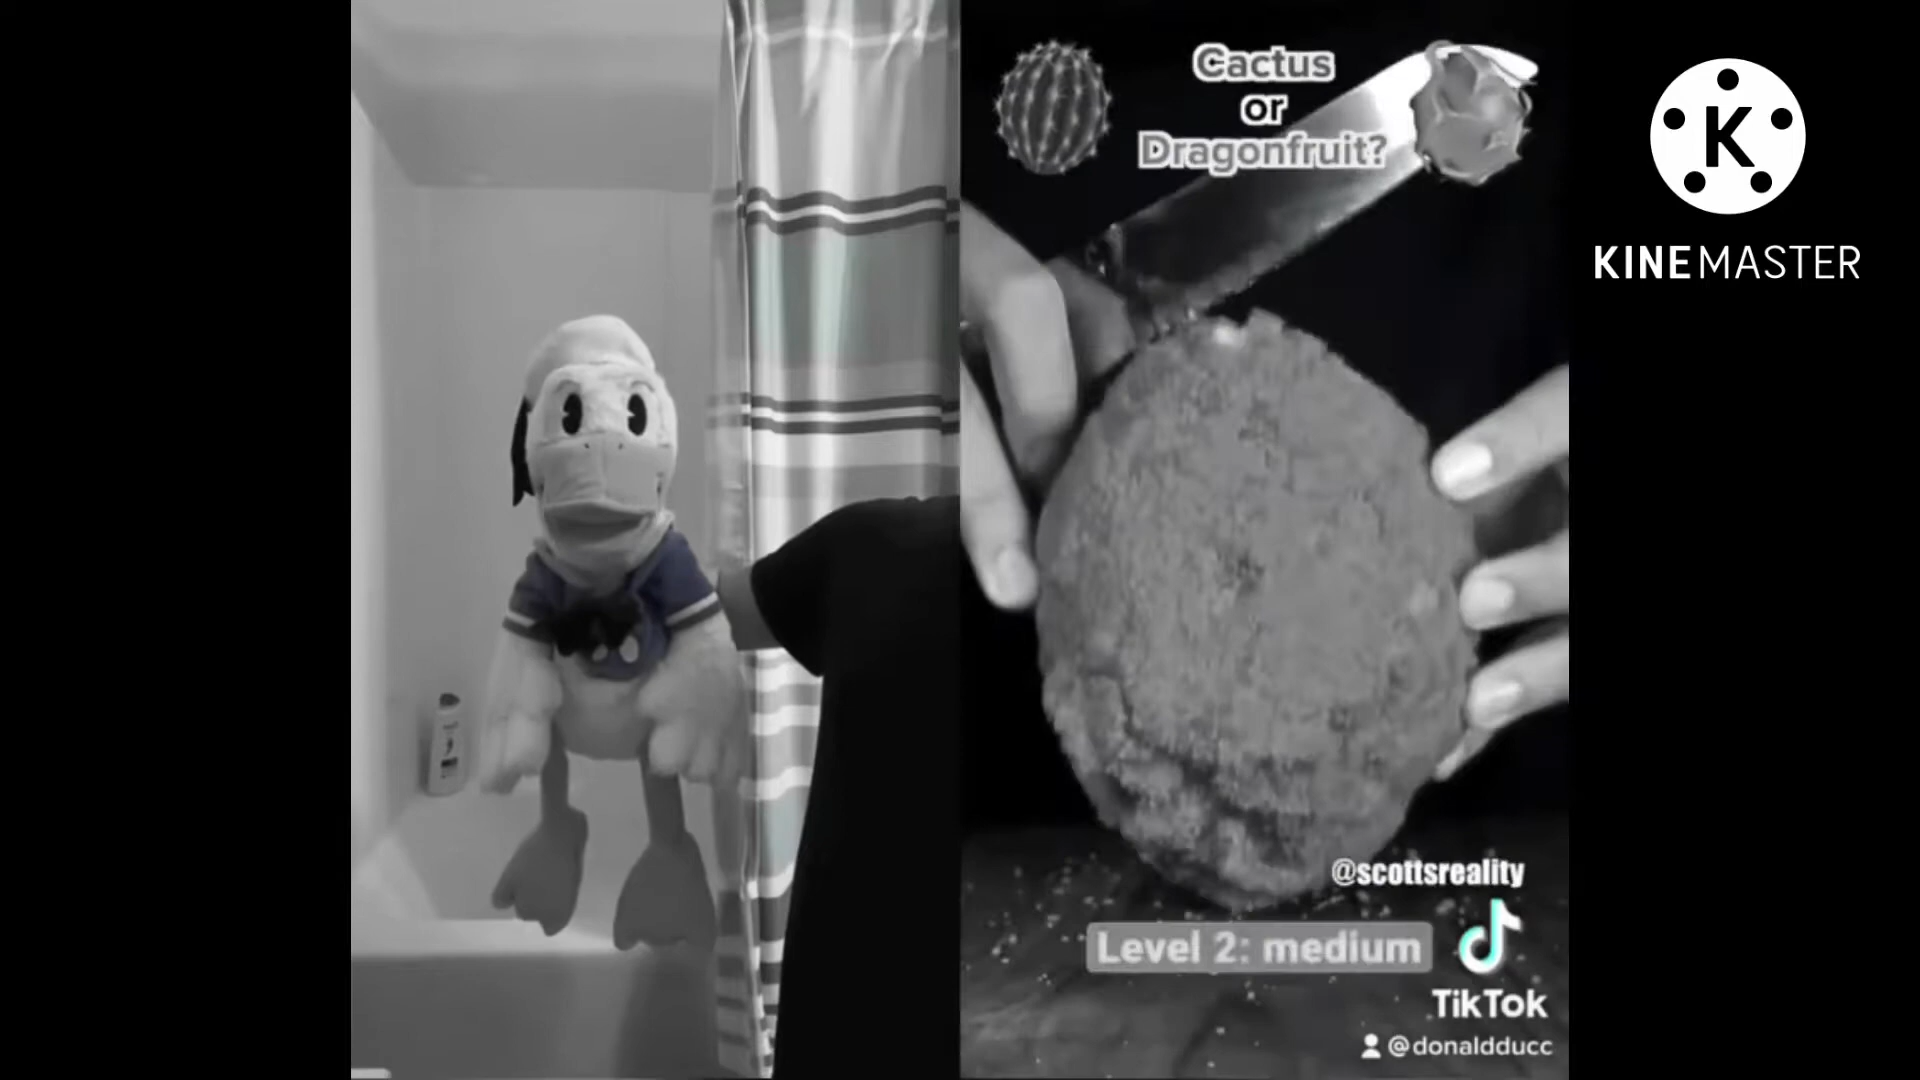 Cactus
or
Dragonfruit?
K
KINEMASTER
@scottsreality
Level 2: medium
TikTok
@donaldducc